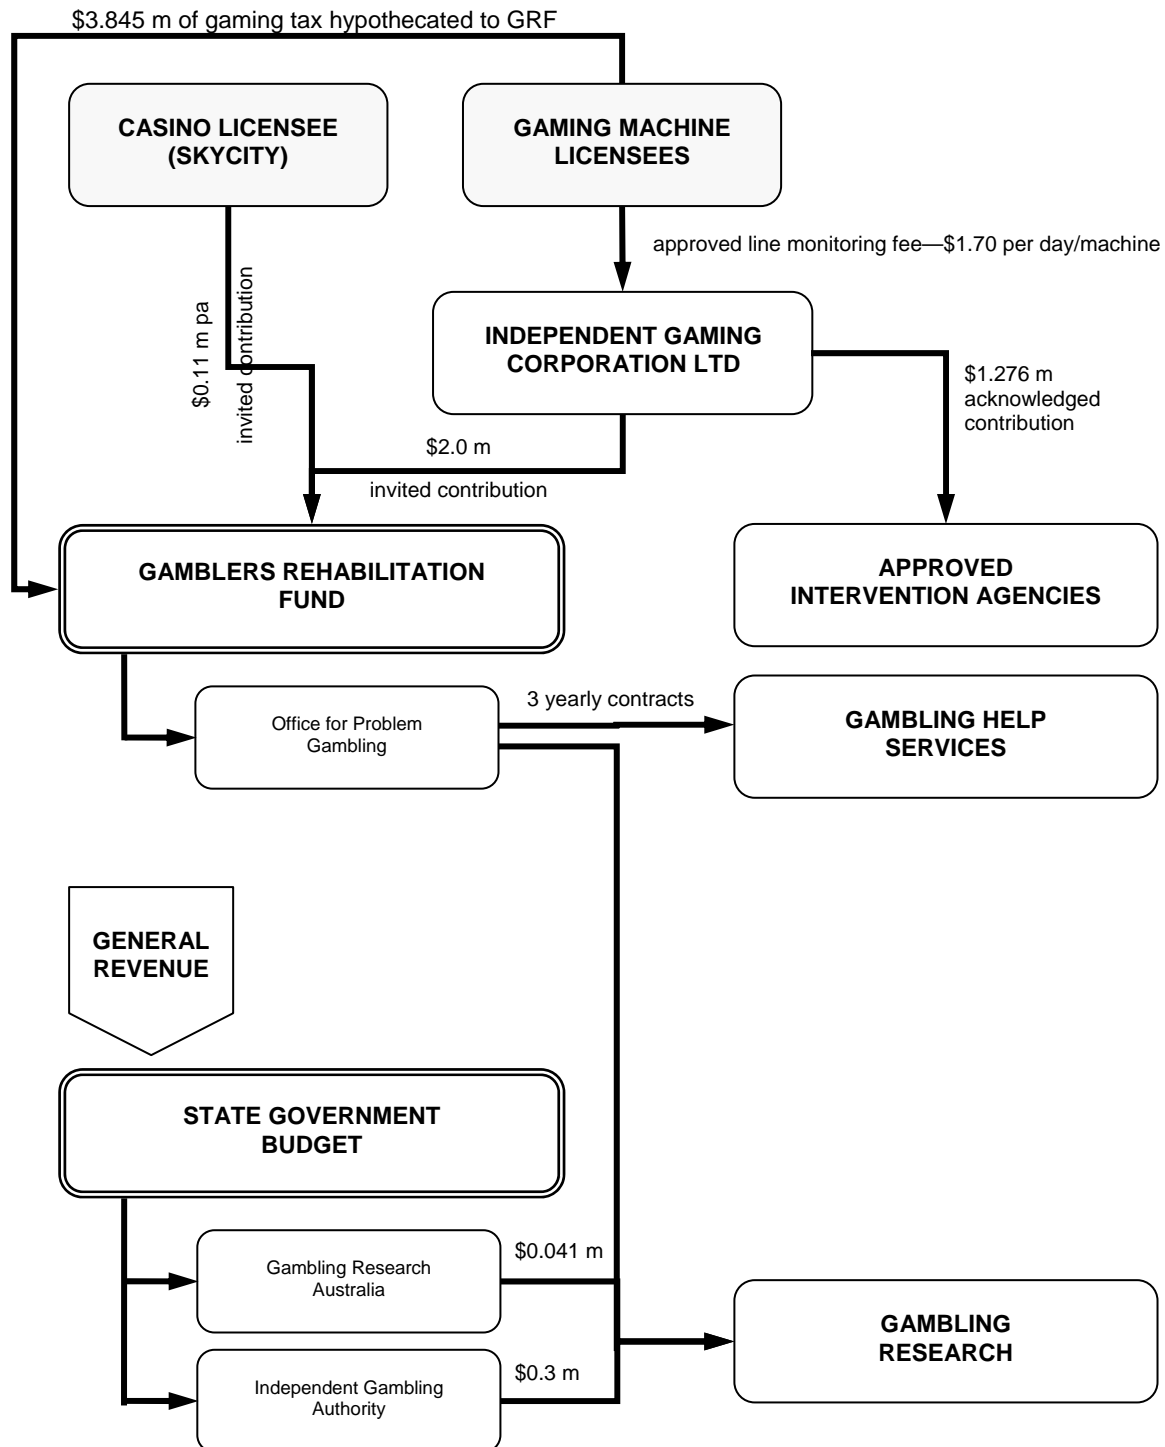 $3.845 m of gaming tax hypothecated to GRF
CASINO LICENSEE
(SKYCITY)
GAMING MACHINE
LICENSEES
approved line monitoring fee—$1.70 per day/machine
$0.11 m pa
invited contribution
INDEPENDENT GAMING
CORPORATION LTD
$1.276 m
acknowledged
contribution
$2.0 m
invited contribution
GAMBLERS REHABILITATION
FUND
APPROVED
INTERVENTION AGENCIES
Office for Problem
Gambling
3 yearly contracts
GAMBLING HELP
SERVICES
GENERAL
REVENUE
STATE GOVERNMENT
BUDGET
Gambling Research
Australia
$0.041 m
Independent Gambling
Authority
$0.3 m
GAMBLING
RESEARCH